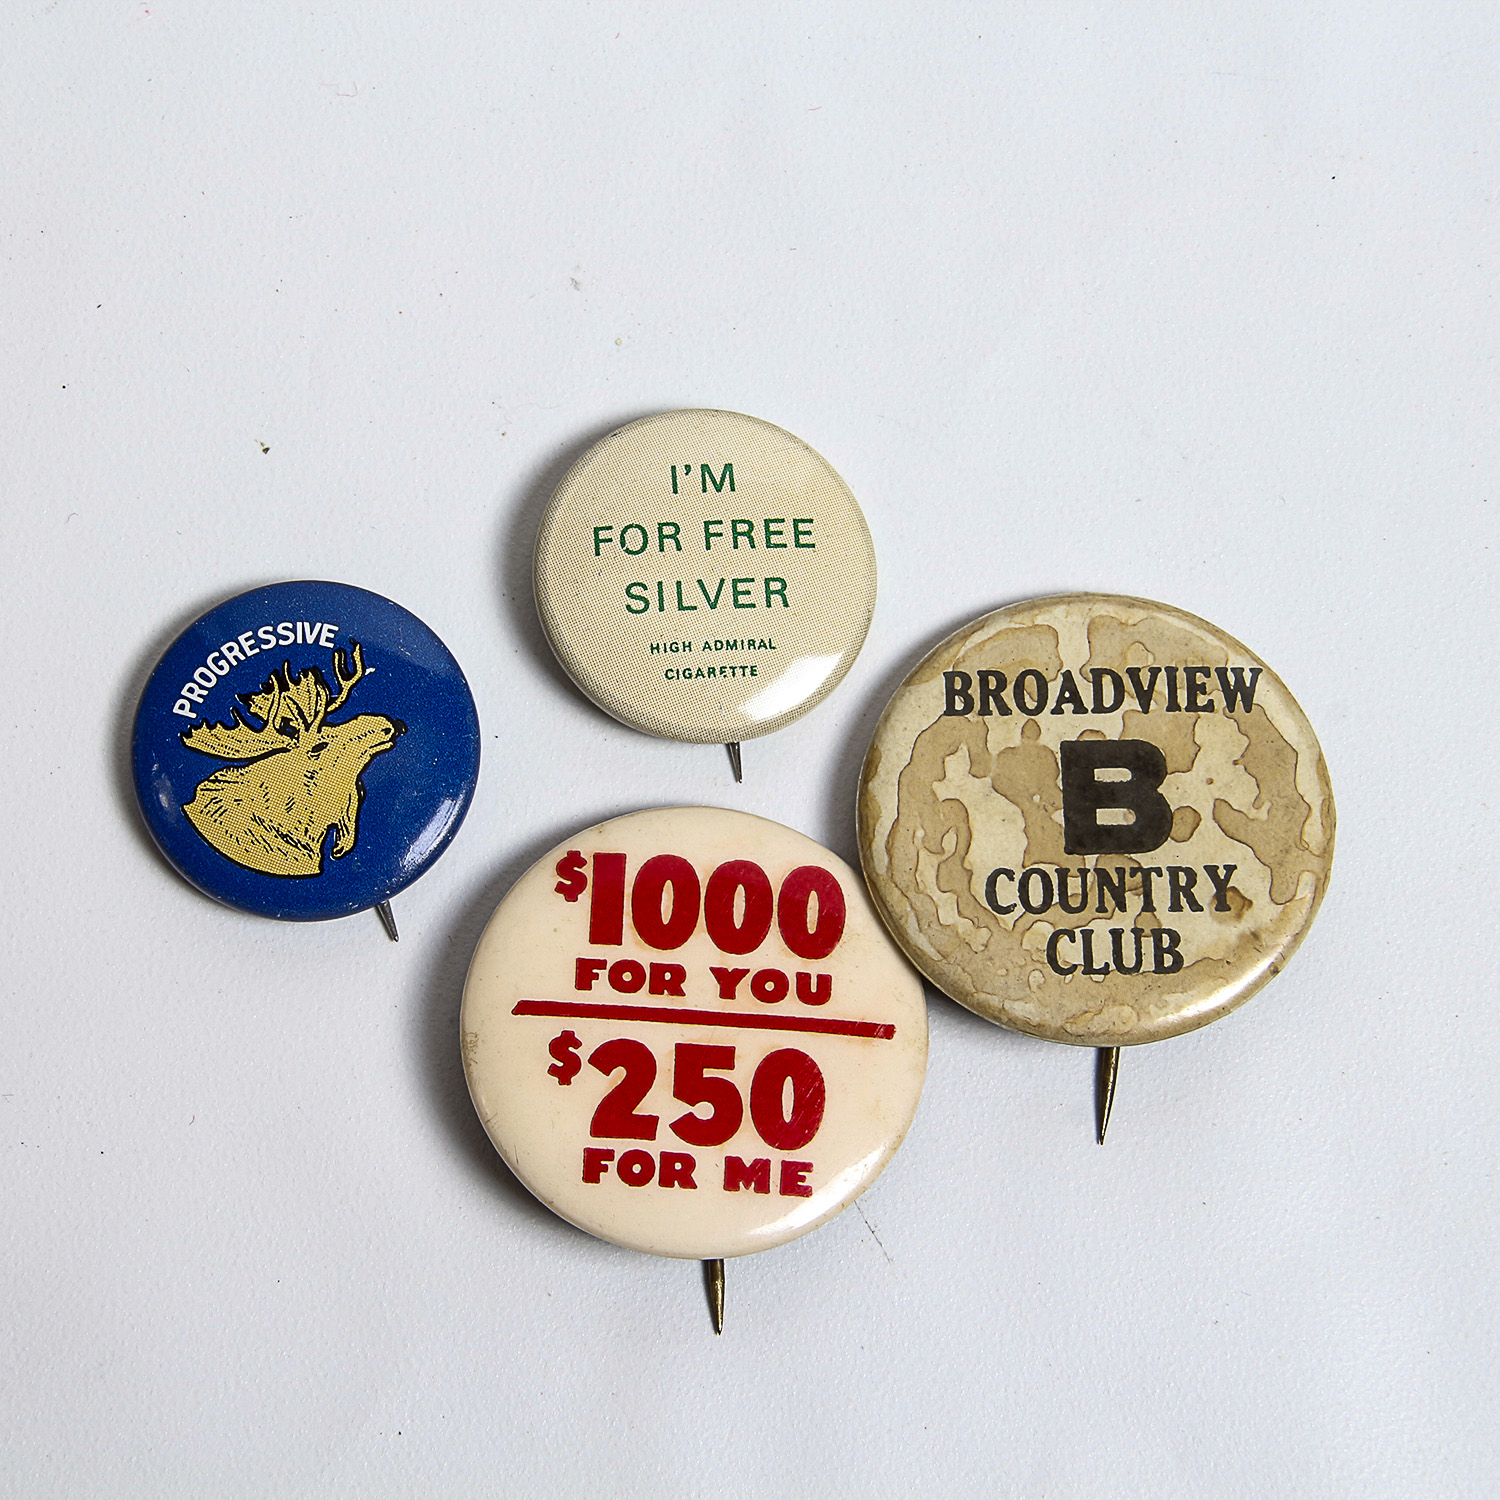 PROGRESSIVE
I'M
FOR FREE
SILVER
HIGH ADMIRAL
CIGARETTE
BROADVIEW
B
COUNTRY
CLUB
$1000
FOR YOU
$250
FOR ME